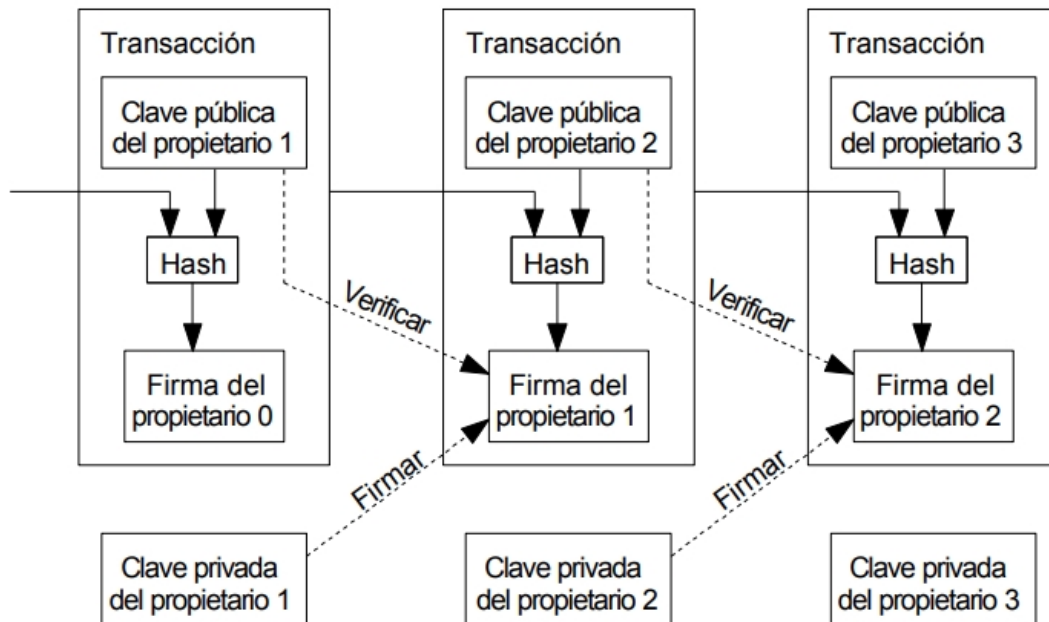 Transacción
Clave pública
del propietario 1
Hash
Firma del
propietario 0
Verificar
Firmar
Clave privada
del propietario 1
Transacción
Clave pública
del propietario 2
Hash
Firma del
propietario 1
Verificar
Firmar
Clave privada
del propietario 2
Transacción
Clave pública
del propietario 3
Hash
Firma del
propietario 2
Clave privada
del propietario 3